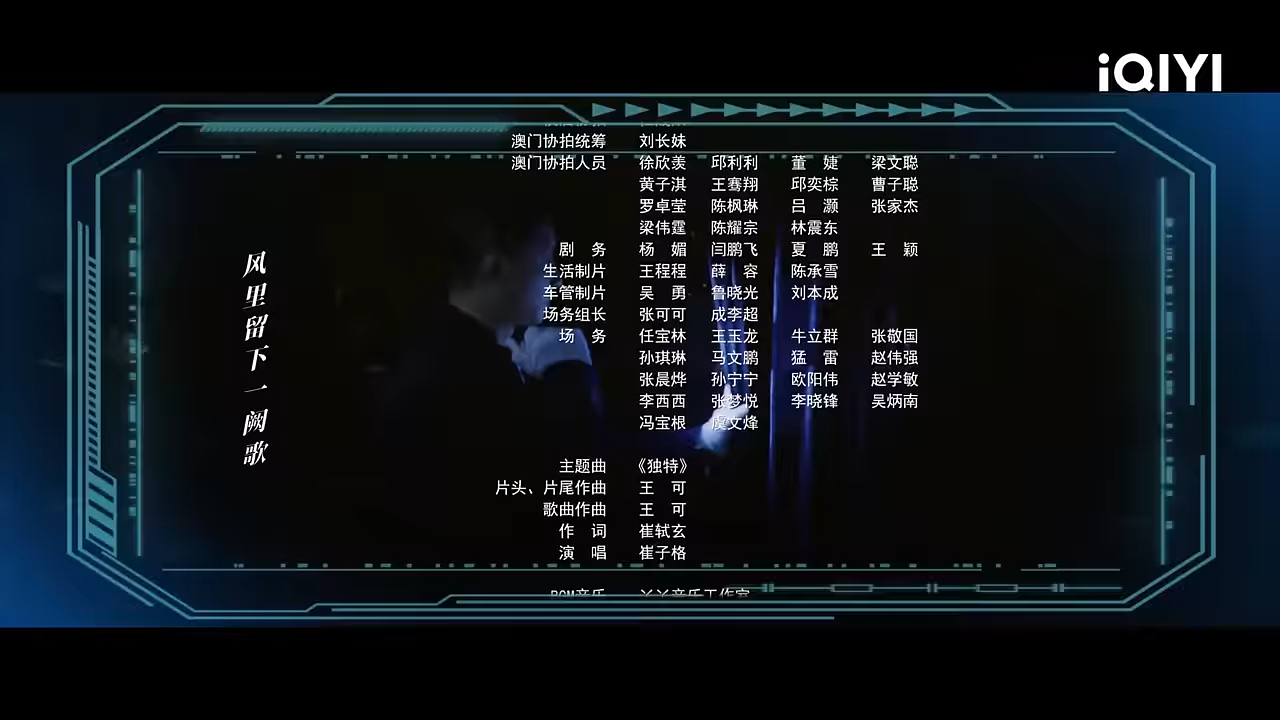 iQIYI
澳门协拍统筹 刘长妹
澳门协拍人员 徐欣羡 邱利利 董 婕 梁文聪
黄子淇 王骞翔 邱奕棕 曹子聪
罗卓莹 陈枫琳 吕 灏 张家杰
梁伟霆 陈耀宗 林震东
剧 务 杨 媚 闫鹏飞 夏 鹏 王 颖
生活制片 王程程 薛 容 陈承雪
车管制片 吴 勇 鲁晓光 刘本成
场务组长 张可可 成李超
场 务 任宝林 王玉龙 牛立群 张敬国
孙琪琳 马文鹏 猛 雷 赵伟强
张晨烨 孙宁宁 欧阳伟 赵学敏
李西西 张梦悦 李晓锋 吴炳南
冯宝根 虞文烽
主题曲 《独特》
片头、片尾作曲 王 可
歌曲作曲 王 可
作 词 崔轼玄
演 唱 崔子格
风里留下一阙歌